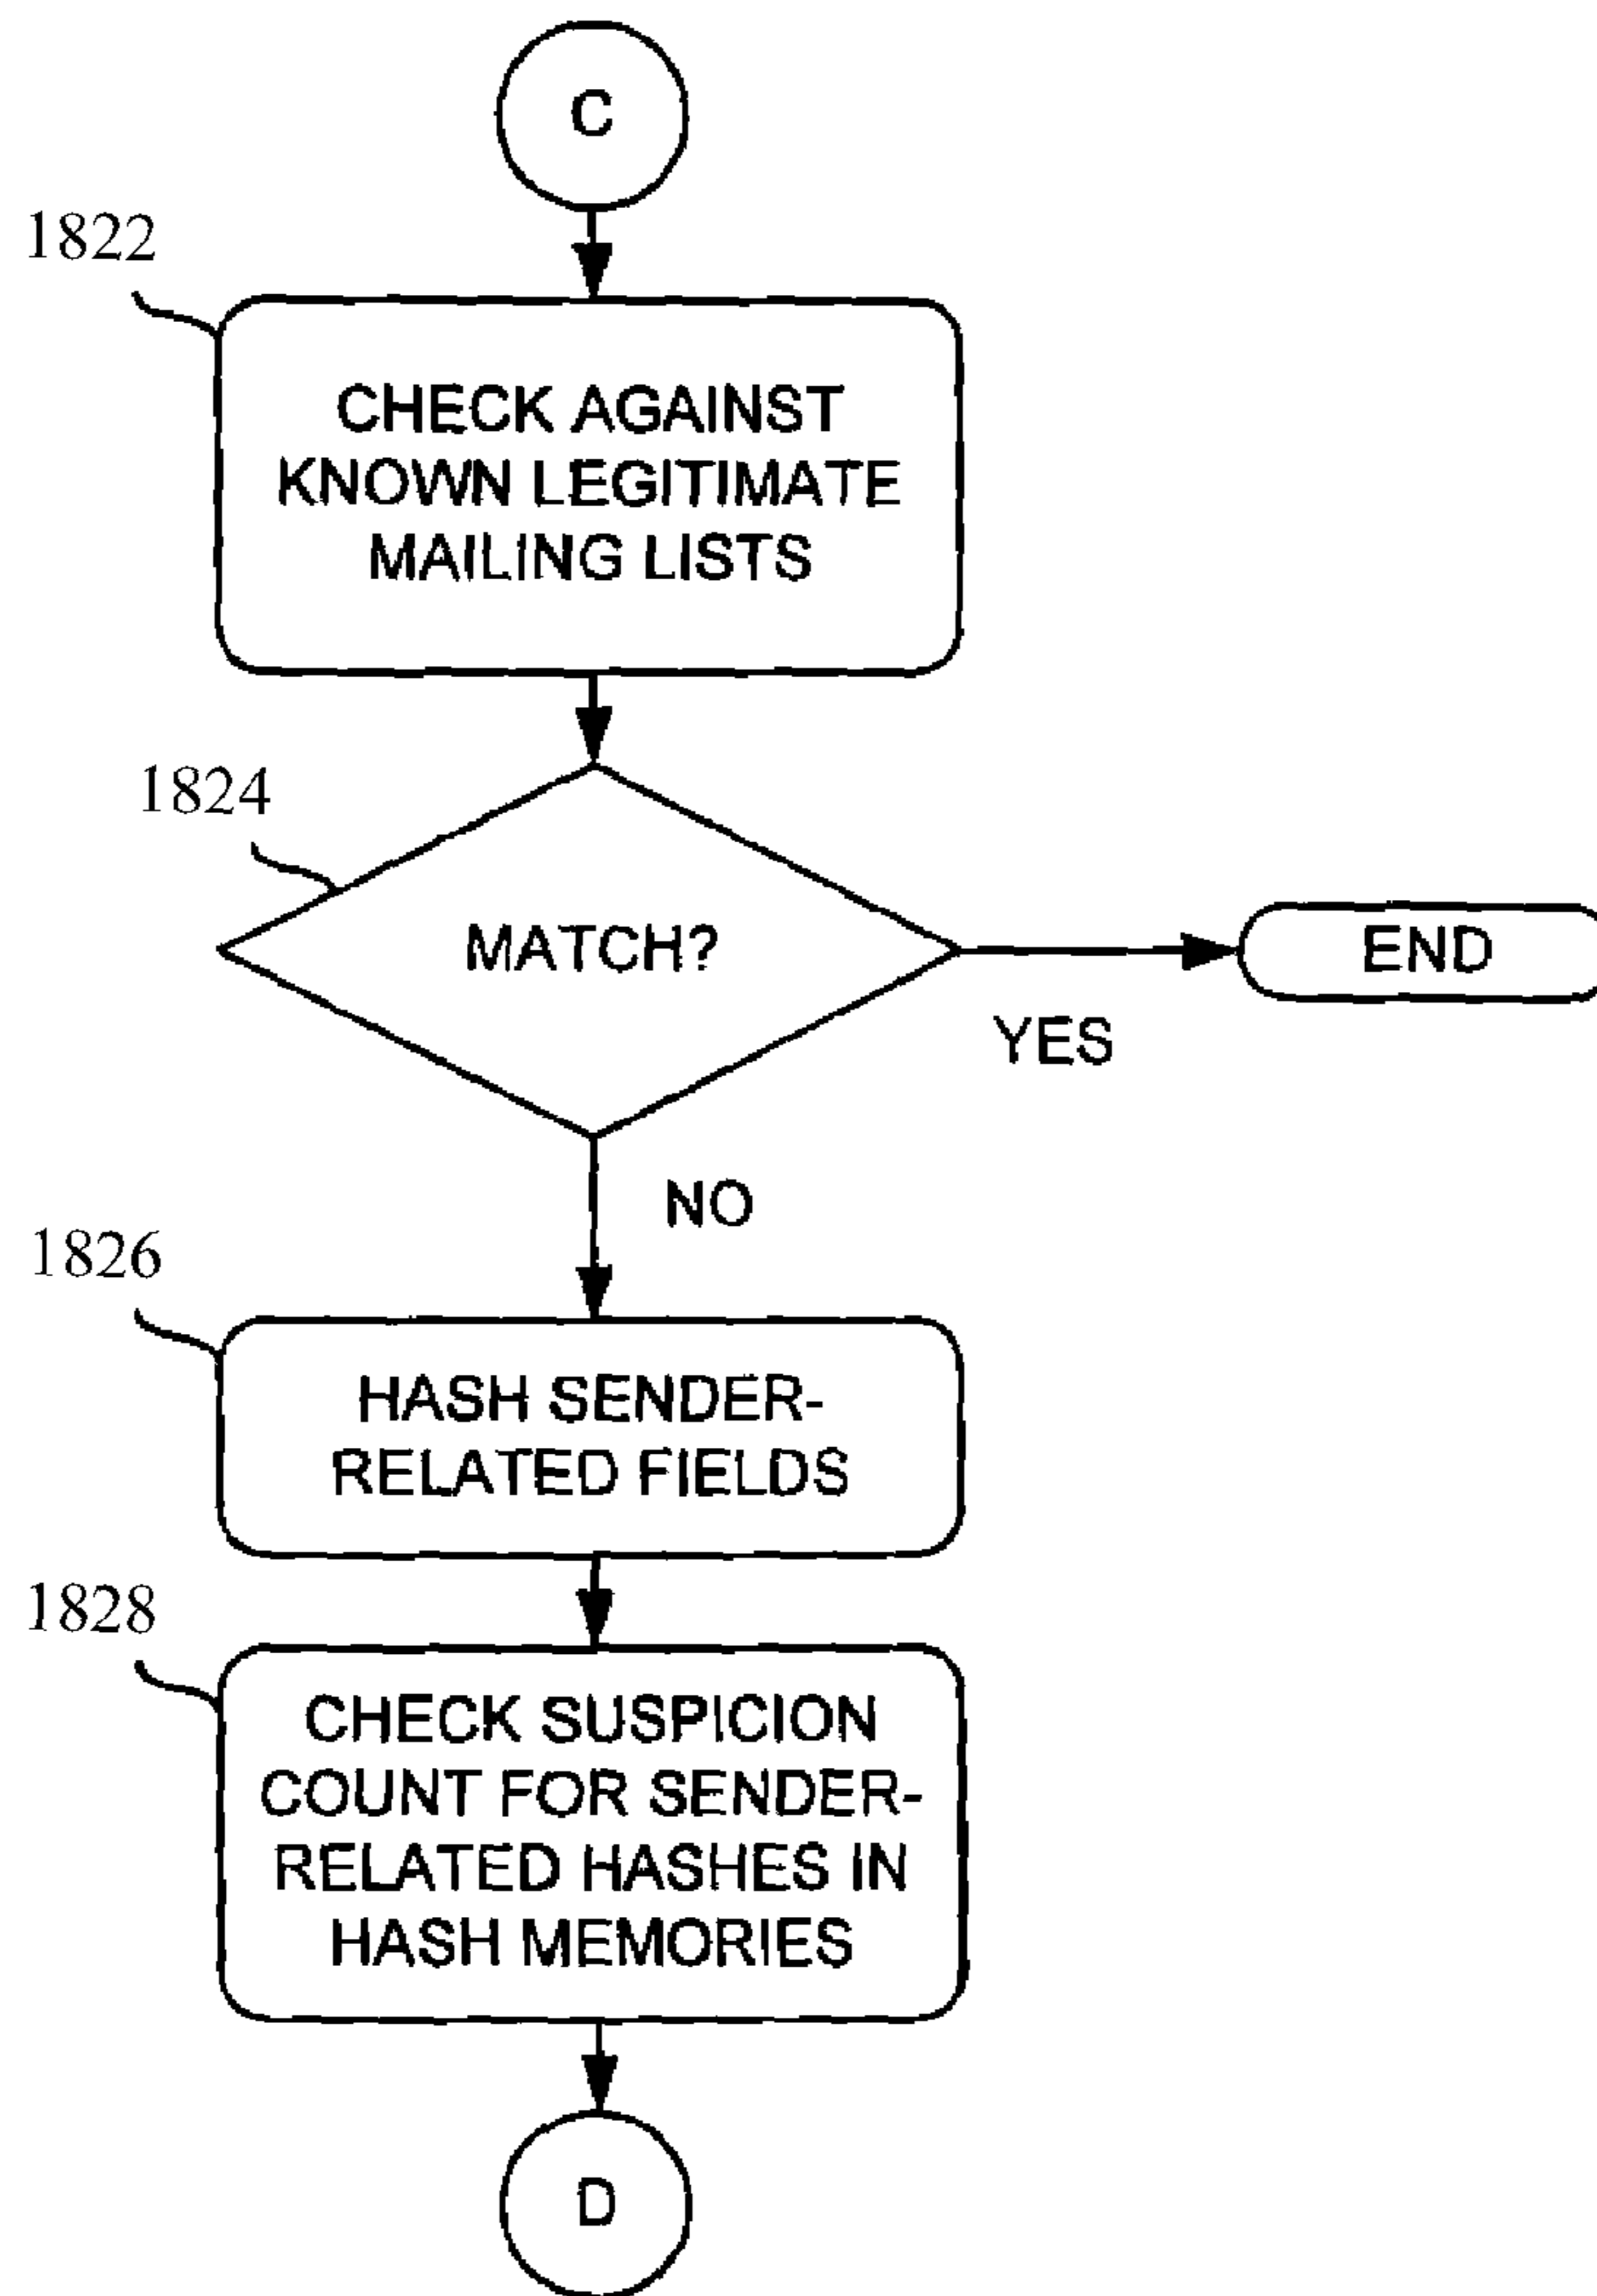 C
1822
CHECK AGAINST
KNOWN LEGITIMATE
MAILING LISTS
1824
MATCH?
END
YES
NO
1826
HASH SENDER-
RELATED FIELDS
1828
CHECK SUSPICION
COUNT FOR SENDER-
RELATED HASHES IN
HASH MEMORIES
D